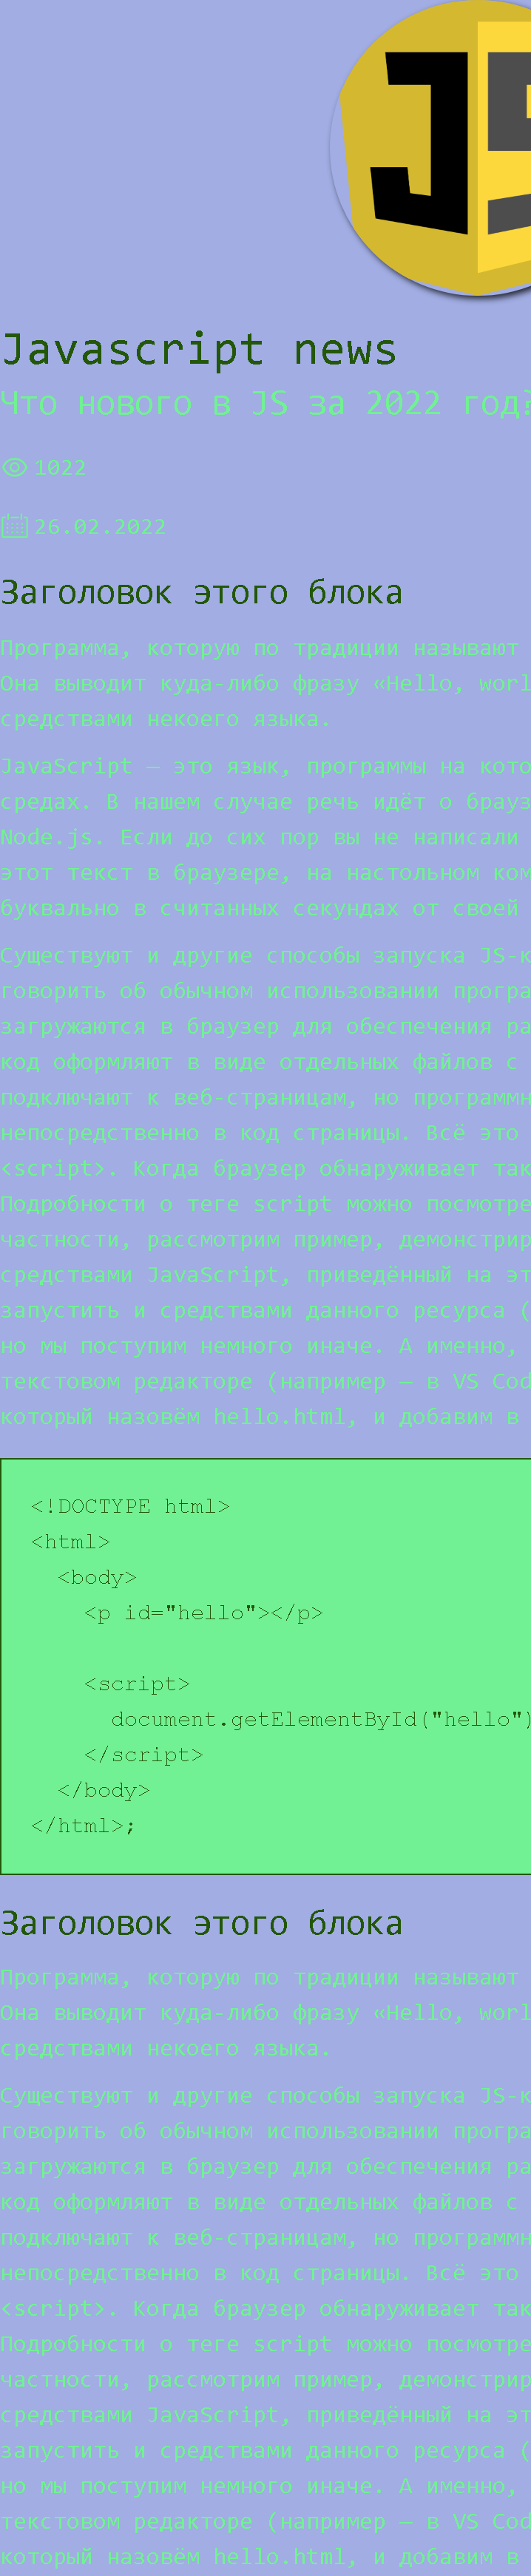 JS
Javascript news
Что нового в JS за 2022 год?
1022
26.02.2022
Заголовок этого блока
Программа, которую по традиции называют
Она выводит куда-либо фразу «Hello, worl
средствами некоего языка.
JavaScript — это язык, программы на кото
средах. В нашем случае речь идёт о брауз
Node.js. Если до сих пор вы не написали
этот текст в браузере, на настольном ком
буквально в считанных секундах от своей
Существуют и другие способы запуска JS-к
говорить об обычном использовании програ
загружаются в браузер для обеспечения ра
код оформляют в виде отдельных файлов с
подключают к веб-страницам, но программн
непосредственно в код страницы. Всё это
<script>. Когда браузер обнаруживает так
Подробности о теге script можно посмотре
частности, рассмотрим пример, демонстрир
средствами JavaScript, приведённый на эт
запустить и средствами данного ресурса (
но мы поступим немного иначе. А именно,
текстовом редакторе (например — в VS Cod
который назовём hello.html, и добавим в
<!DOCTYPE html>
<html>
<body>
<p id="hello"></p>
<script>
document.getElementById("hello")
</script>
</body>
</html>;
Заголовок этого блока
Программа, которую по традиции называют
Она выводит куда-либо фразу «Hello, worl
средствами некоего языка.
Существуют и другие способы запуска JS-к
говорить об обычном использовании програ
загружаются в браузер для обеспечения ра
код оформляют в виде отдельных файлов с
подключают к веб-страницам, но программн
непосредственно в код страницы. Всё это
<script>. Когда браузер обнаруживает так
Подробности о теге script можно посмотре
частности, рассмотрим пример, демонстрир
средствами JavaScript, приведённый на эт
запустить и средствами данного ресурса (
но мы поступим немного иначе. А именно,
текстовом редакторе (например — в VS Cod
который назовём hello.html, и добавим в